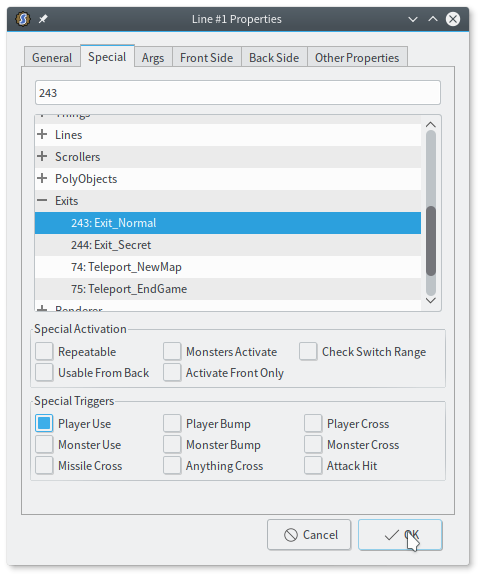 Line #1 Properties
General Special Args Front Side Back Side Other Properties
243
Things
Lines
Scrollers
PolyObjects
Exits
243: Exit_Normal
244: Exit_Secret
74: Teleport_NewMap
75: Teleport_EndGame
Renderer
Special Activation
Repeatable Monsters Activate Check Switch Range
Usable From Back Activate Front Only
Special Triggers
Player Use Player Bump Player Cross
Monster Use Monster Bump Monster Cross
Missile Cross Anything Cross Attack Hit
Cancel OK